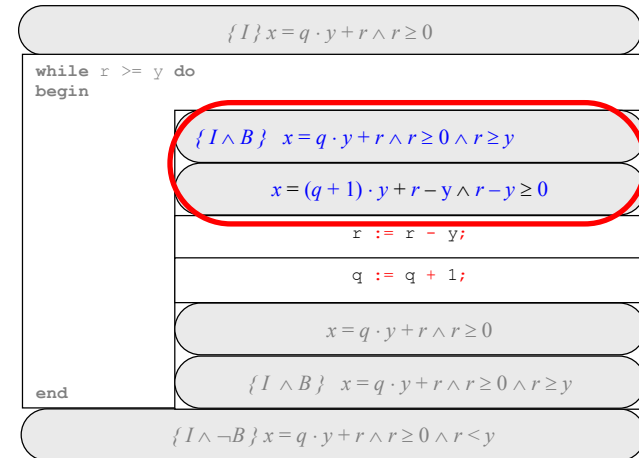 { I } x = q · y + r ∧ r ≥ 0
while r >= y do
begin
{ I ∧ B } x = q · y + r ∧ r ≥ 0 ∧ r ≥ y
x = (q + 1) · y + r – y ∧ r – y ≥ 0
r := r - y;
q := q + 1;
x = q · y + r ∧ r ≥ 0
{ I ∧ B } x = q · y + r ∧ r ≥ 0 ∧ r ≥ y
end
{ I ∧ ¬B } x = q · y + r ∧ r ≥ 0 ∧ r < y